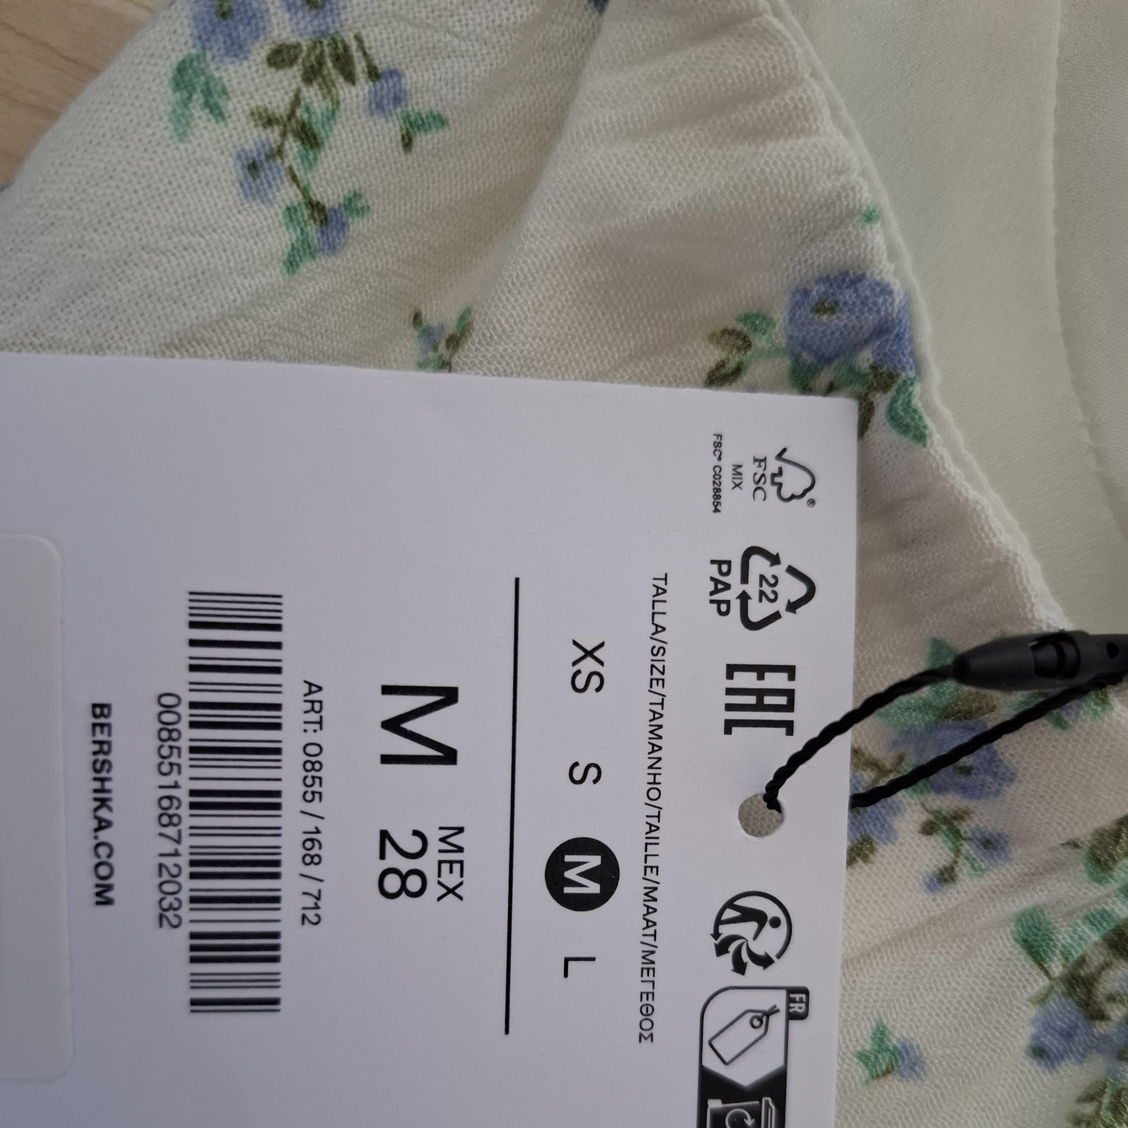 FSC
®
MIX
FSC® C028854
22
PAP
EAC
FR
TALLA/SIZE/TAMANHO/TAILLE/MAAT/ΜΕΓΕΘΟΣ
XS S M L
MEX
M 28
ART: 0855 / 168 / 712
00855168712032
BERSHKA.COM